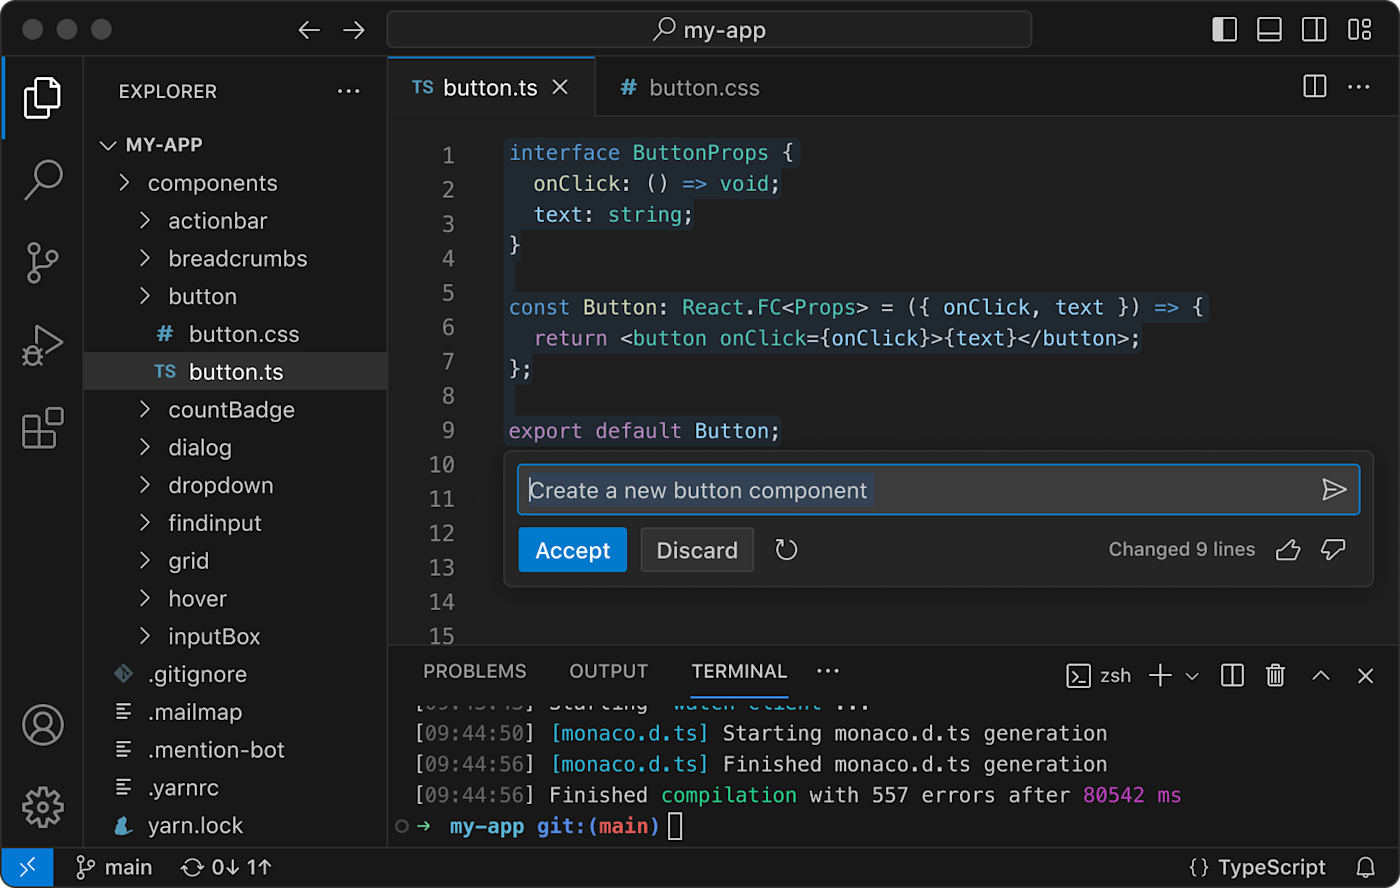 my-app
EXPLORER
MY-APP
components
actionbar
breadcrumbs
button
# button.css
TS button.ts
countBadge
dialog
dropdown
findinput
grid
hover
inputBox
.gitignore
.mailmap
.mention-bot
.yarnrc
yarn.lock
TS button.ts
# button.css
1 interface ButtonProps {
2 onClick: () => void;
3 text: string;
4 }
5
6 const Button: React.FC<Props> = ({ onClick, text }) => {
7 return <button onClick={onClick}>{text}</button>;
8 };
9
10 export default Button;
11
12
13
14
15
Create a new button component
Accept Discard Changed 9 lines
PROBLEMS OUTPUT TERMINAL ··· zsh
[09:44:50] [monaco.d.ts] Starting monaco.d.ts generation
[09:44:56] [monaco.d.ts] Finished monaco.d.ts generation
[09:44:56] Finished compilation with 557 errors after 80542 ms
→ my-app git:(main)
main 0↓ 1↑ {} TypeScript